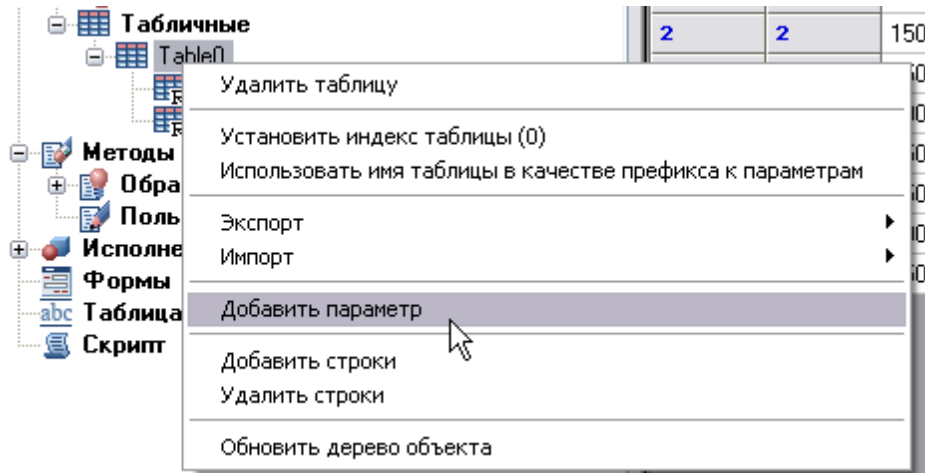 Табличные
Table0
2 2 150
Удалить таблицу
Установить индекс таблицы (0)
Методы
Использовать имя таблицы в качестве префикса к параметрам
Обра
Поль
Экспорт
Исполне
Импорт
Формы
Добавить параметр
abc Таблица
Скрипт
Добавить строки
Удалить строки
Обновить дерево объекта